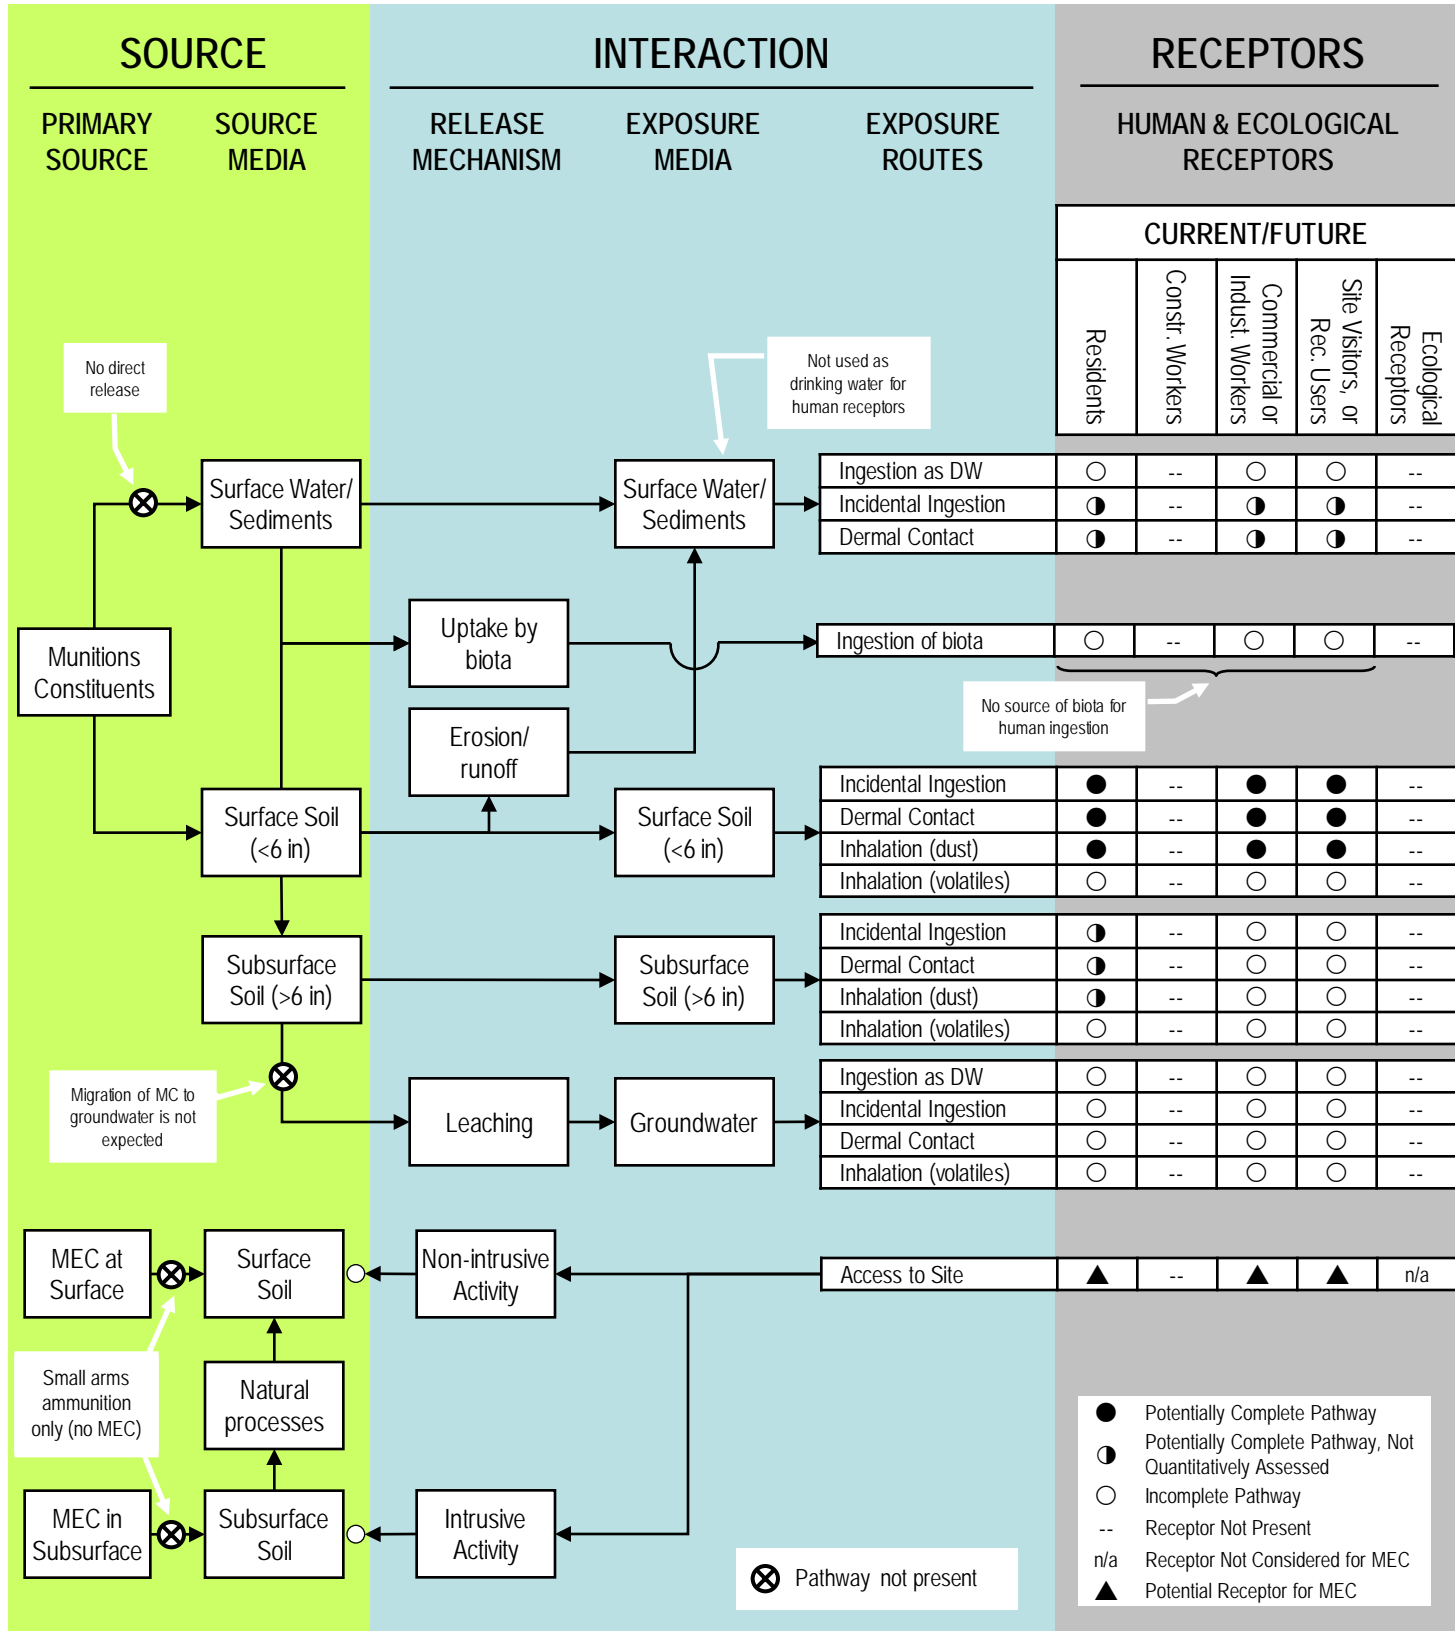 SOURCE
INTERACTION
RECEPTORS
PRIMARY
SOURCE
SOURCE
MEDIA
RELEASE
MECHANISM
EXPOSURE
MEDIA
EXPOSURE
ROUTES
HUMAN & ECOLOGICAL
RECEPTORS
CURRENT/FUTURE
Residents
Constr. Workers
Commercial or
Indust. Workers
Site Visitors, or
Rec. Users
Ecological
Receptors
No direct
release
Not used as
drinking water for
human receptors
Surface Water/
Sediments
Surface Water/
Sediments
Ingestion as DW
-- --
Incidental Ingestion
-- --
Dermal Contact
-- --
Munitions
Constituents
Uptake by
biota
Ingestion of biota
-- --
No source of biota for
human ingestion
Erosion/
runoff
Surface Soil
(<6 in)
Surface Soil
(<6 in)
Incidental Ingestion
-- --
Dermal Contact
-- --
Inhalation (dust)
-- --
Inhalation (volatiles)
-- --
Subsurface
Soil (>6 in)
Subsurface
Soil (>6 in)
Incidental Ingestion
-- --
Dermal Contact
-- --
Inhalation (dust)
-- --
Inhalation (volatiles)
-- --
Migration of MC to
groundwater is not
expected
Leaching
Groundwater
Ingestion as DW
-- --
Incidental Ingestion
-- --
Dermal Contact
-- --
Inhalation (volatiles)
-- --
MEC at
Surface
Surface
Soil
Non-intrusive
Activity
Access to Site
-- n/a
Small arms
ammunition
only (no MEC)
Natural
processes
MEC in
Subsurface
Subsurface
Soil
Intrusive
Activity
Pathway not present
Potentially Complete Pathway
Potentially Complete Pathway, Not
Quantitatively Assessed
Incomplete Pathway
-- Receptor Not Present
n/a Receptor Not Considered for MEC
Potential Receptor for MEC